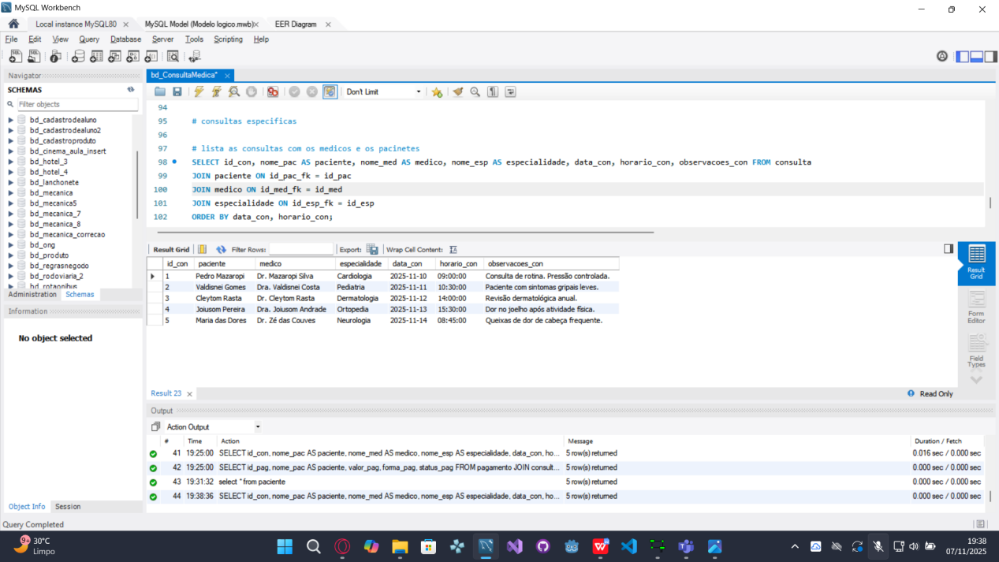 MySQL Workbench
Local instance MySQL80 MySQL Model (Modelo logico.mwb) EER Diagram
File Edit View Query Database Server Tools Scripting Help
Navigator
SCHEMAS
Filter objects
bd_cadastrodealuno
bd_cadastrodealuno2
bd_cadastroproduto
bd_cinema_aula_insert
bd_hotel_3
bd_hotel_4
bd_lanchonete
bd_mecanica
bd_mecanica5
bd_mecanica_7
bd_mecanica_8
bd_mecanica_correcao
bd_ong
bd_produto
bd_regrasnegodo
bd_rodoviaria_2
bd_rotaonibus
Administration Schemas
Information
No object selected
Object Info Session
bd_ConsultaMedica*
Don't Limit
94
95 # consultas especificas
96
97 # lista as consultas com os medicos e os pacinetes
98 SELECT id_con, nome_pac AS paciente, nome_med AS medico, nome_esp AS especialidade, data_con, horario_con, observacoes_con FROM consulta
99 JOIN paciente ON id_pac_fk = id_pac
100 JOIN medico ON id_med_fk = id_med
101 JOIN especialidade ON id_esp_fk = id_esp
102 ORDER BY data_con, horario_con;
Result Grid Filter Rows: Export: Wrap Cell Content:
id_con paciente medico especialidade data_con horario_con observacoes_con
1 Pedro Mazaropi Dr. Mazaropi Silva Cardiologia 2025-11-10 09:00:00 Consulta de rotina. Pressão controlada.
2 Valdisnei Gomes Dra. Valdisnei Costa Pediatria 2025-11-11 10:30:00 Paciente com sintomas gripais leves.
3 Cleytom Rasta Dr. Cleytom Rasta Dermatologia 2025-11-12 14:00:00 Revisão dermatológica anual.
4 Joiusom Pereira Dra. Joiusom Andrade Ortopedia 2025-11-13 15:30:00 Dor no joelho após atividade física.
5 Maria das Dores Dr. Zé das Couves Neurologia 2025-11-14 08:45:00 Queixas de dor de cabeça frequente.
Result Grid
Form Editor
Field Types
Result 23 Read Only
Output
Action Output
# Time Action Message Duration / Fetch
41 19:25:00 SELECT id_con, nome_pac AS paciente, nome_med AS medico, nome_esp AS especialidade, data_con, ho... 5 row(s) returned 0.016 sec / 0.000 sec
42 19:25:00 SELECT id_pag, nome_pac AS paciente, valor_pag, foma_pag, status_pag FROM pagamento JOIN consult... 5 row(s) returned 0.000 sec / 0.000 sec
43 19:31:32 select * from paciente 5 row(s) returned 0.000 sec / 0.000 sec
44 19:38:36 SELECT id_con, nome_pac AS paciente, nome_med AS medico, nome_esp AS especialidade, data_con, ho... 5 row(s) returned 0.000 sec / 0.000 sec
Query Completed
9+ 30°C
Limpo
19:38
07/11/2025